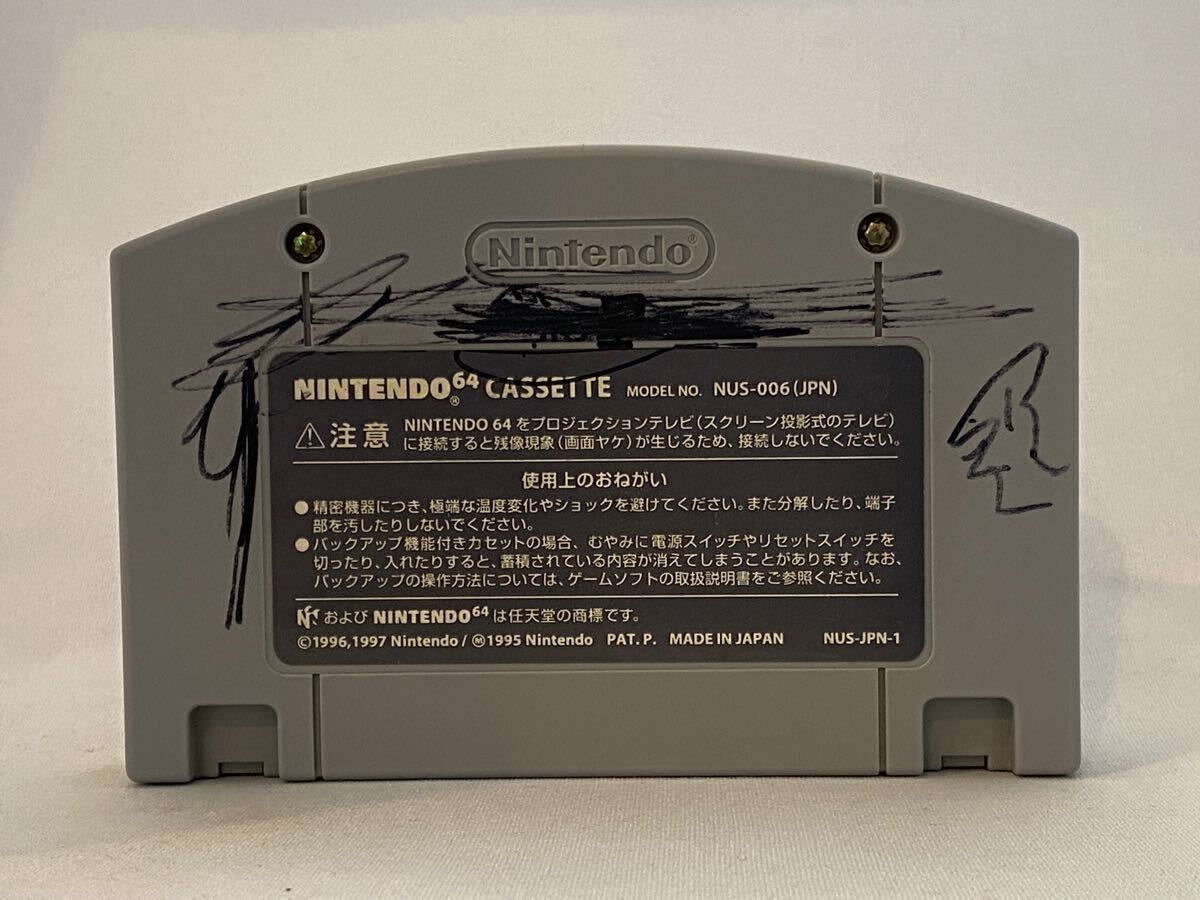 Nintendo®
NINTENDO⁶⁴® CASSETTE MODEL NO. NUS-006(JPN)
⚠注意 NINTENDO 64をプロジェクションテレビ(スクリーン投影式のテレビ)
に接続すると残像現象(画面ヤケ)が生じるため、接続しないでください。
使用上のおねがい
●精密機器につき、極端な温度変化やショックを避けてください。また分解したり、端子
部を汚したりしないでください。
●バックアップ機能付きカセットの場合、むやみに電源スイッチやリセットスイッチを
切ったり、入れたりすると、蓄積されている内容が消えてしまうことがあります。なお、
バックアップの操作方法については、ゲームソフトの取扱説明書をご参照ください。
および NINTENDO⁶⁴は任天堂の商標です。
©1996,1997 Nintendo/Ⓜ1995 Nintendo PAT.P. MADE IN JAPAN NUS-JPN-1